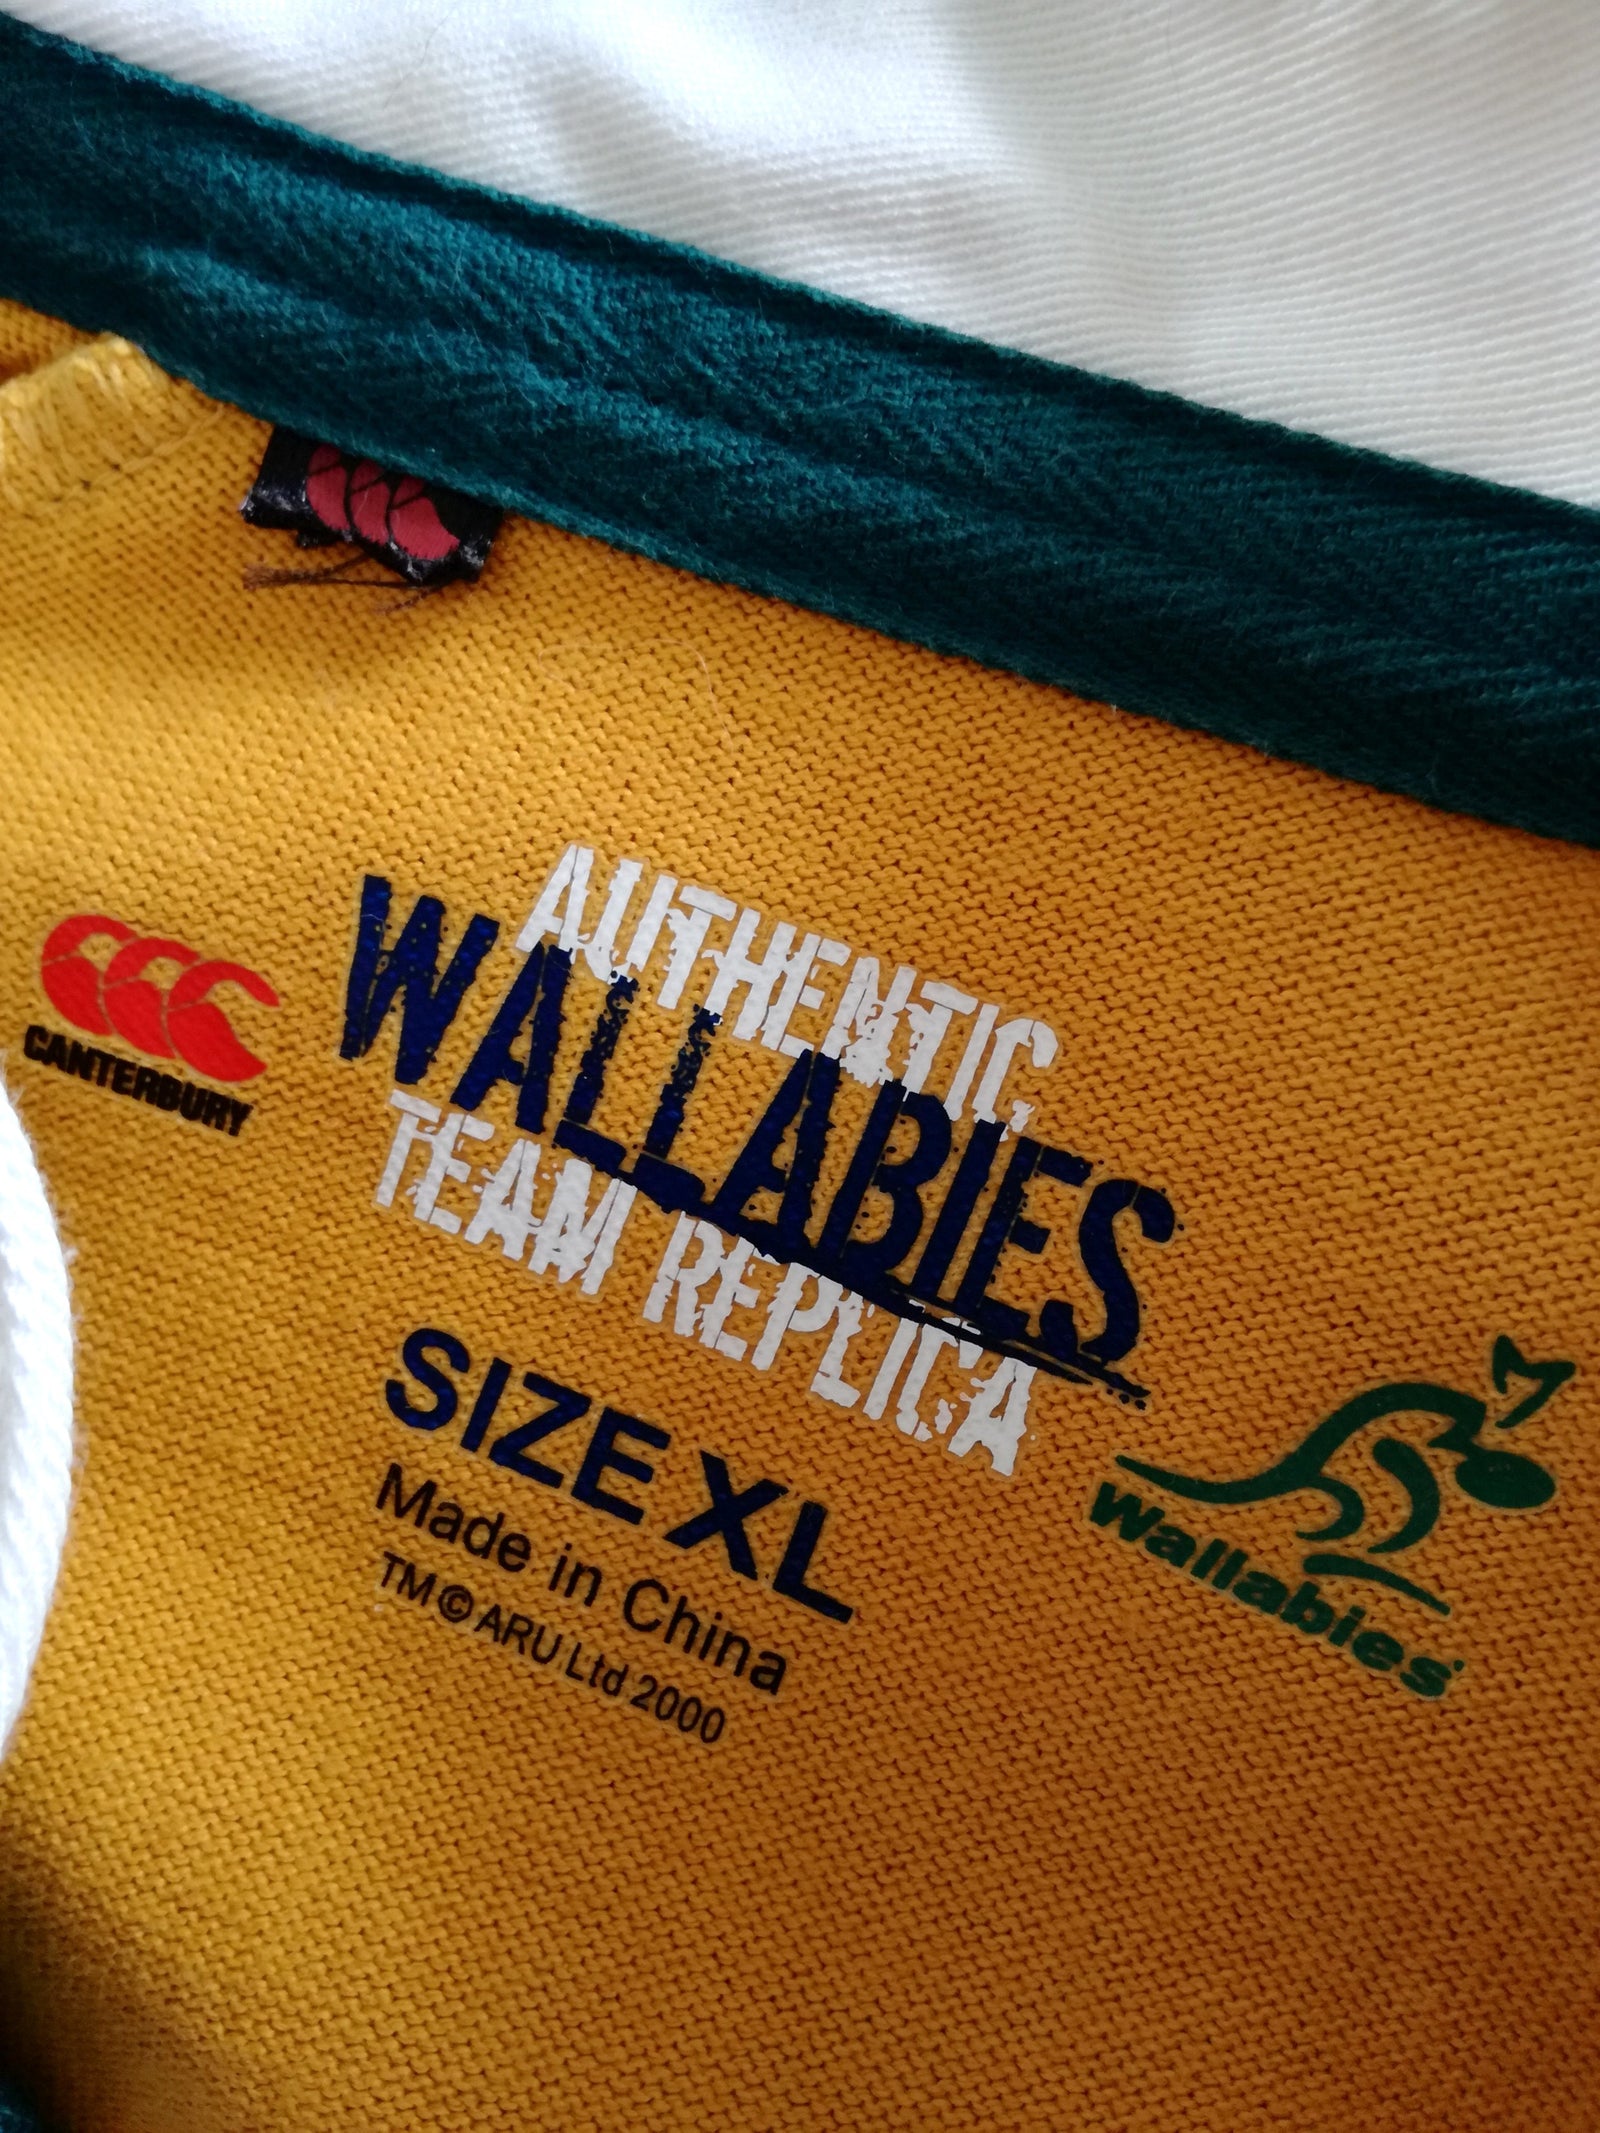 CANTERBURY
AUTHENTIC
WALLABIES
TEAM REPLICA
SIZE XL
Made in China
TM © ARU Ltd 2000
Wallabies